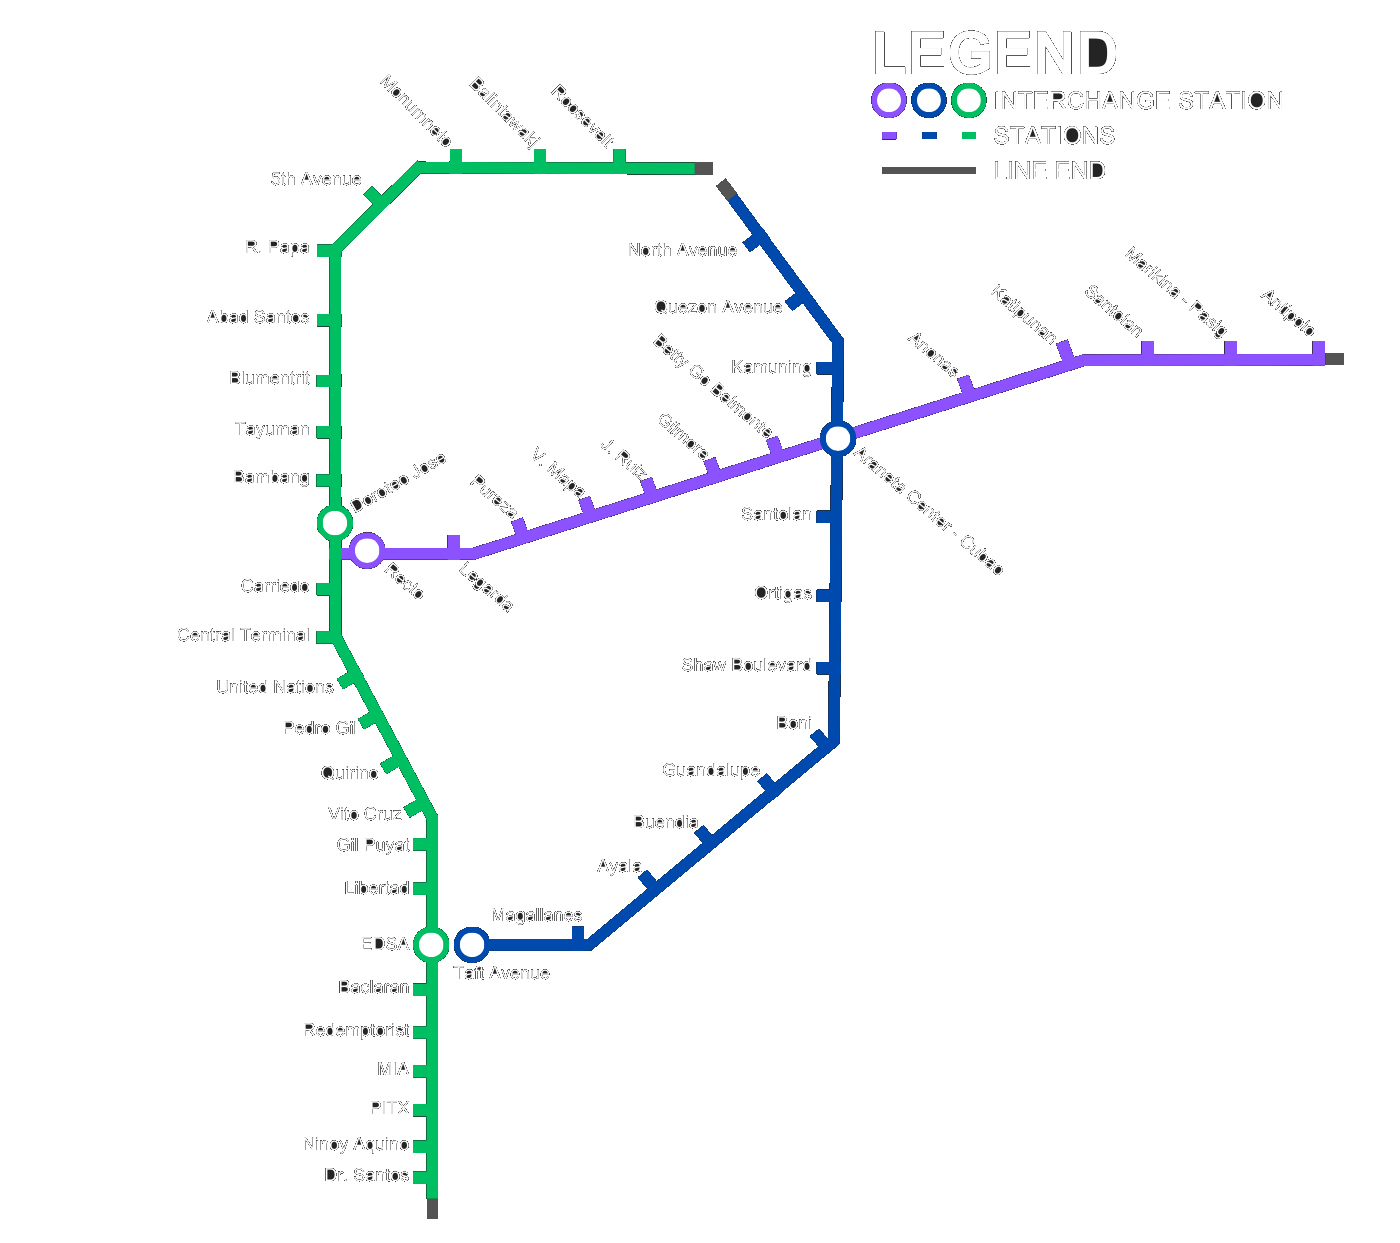 LEGEND
INTERCHANGE STATION
STATIONS
LINE END
Monumneto
Balintawak
Roosevelt
5th Avenue
R. Papa
Abad Santos
Blumentrit
Tayuman
Bambang
Doroteo Jose
Carriedo
Central Terminal
United Nations
Pedro Gil
Quirino
Vito Cruz
Gil Puyat
Libertad
EDSA
Baclaran
Redemptorist
MIA
PITX
Ninoy Aquino
Dr. Santos
North Avenue
Quezon Avenue
Kamuning
Araneta Center - Cubao
Santolan
Ortigas
Shaw Boulevard
Boni
Guandalupe
Buendia
Ayala
Magallanes
Taft Avenue
Recto
Legarda
Pureza
V. Mapa
J. Ruiz
Gilmore
Betty Go Belmonte
Anonas
Katipunan
Santolan
Marikina - Pasig
Antipolo